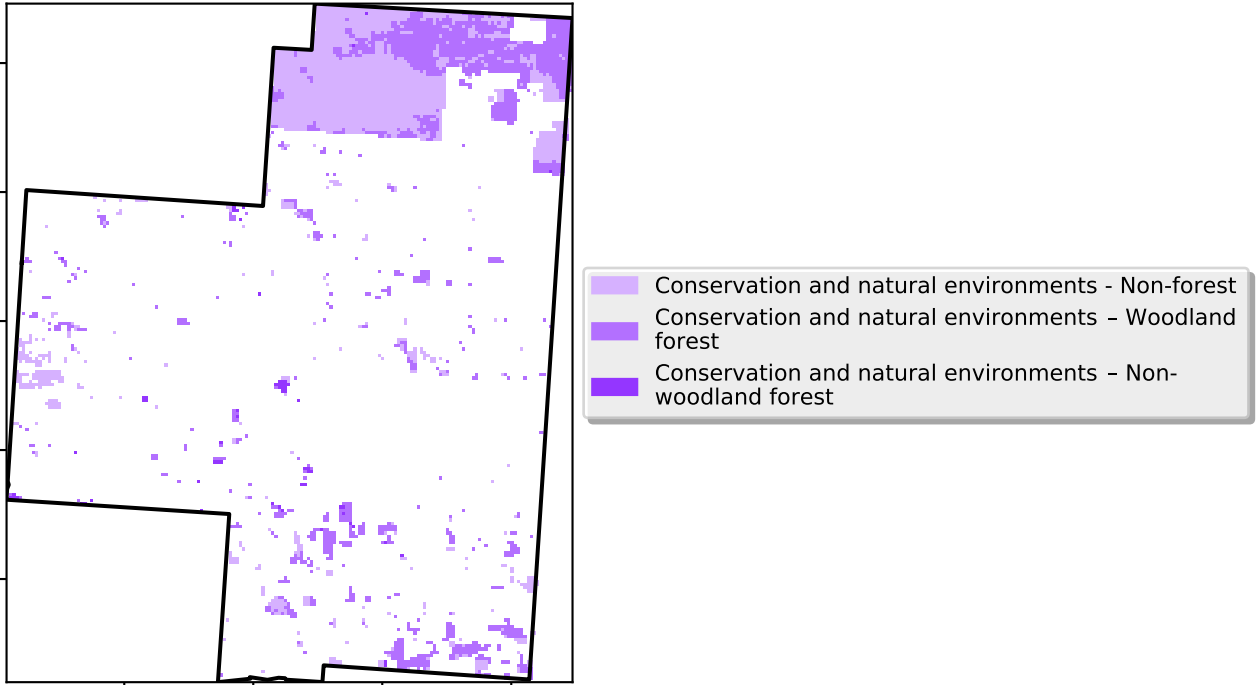 Conservation and natural environments - Non-forest
Conservation and natural environments – Woodland
forest
Conservation and natural environments – Non-
woodland forest